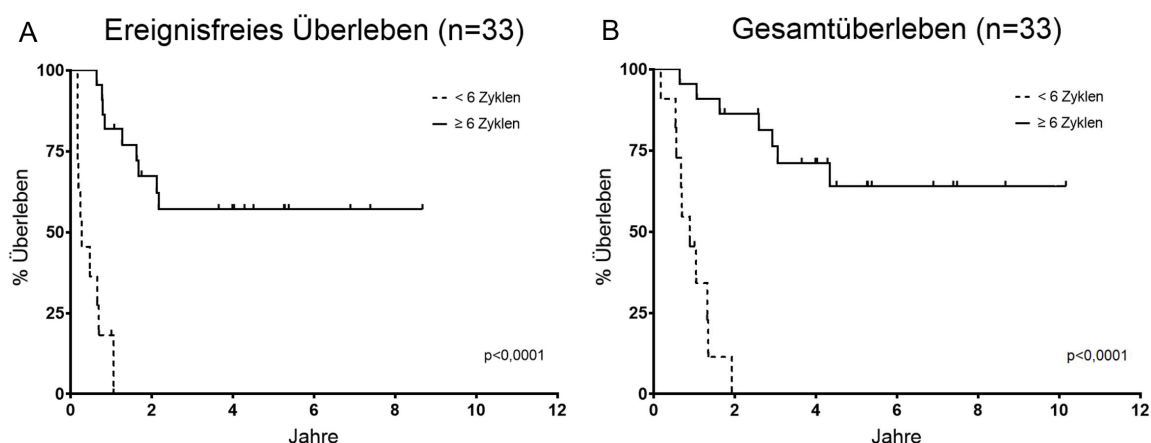 A
Ereignisfreies Überleben (n=33)
100
75
50
25
0
% Überleben
< 6 Zyklen
≥ 6 Zyklen
p<0,0001
0 2 4 6 8 10 12
Jahre
B
Gesamtüberleben (n=33)
100
75
50
25
0
% Überleben
< 6 Zyklen
≥ 6 Zyklen
p<0,0001
0 2 4 6 8 10 12
Jahre